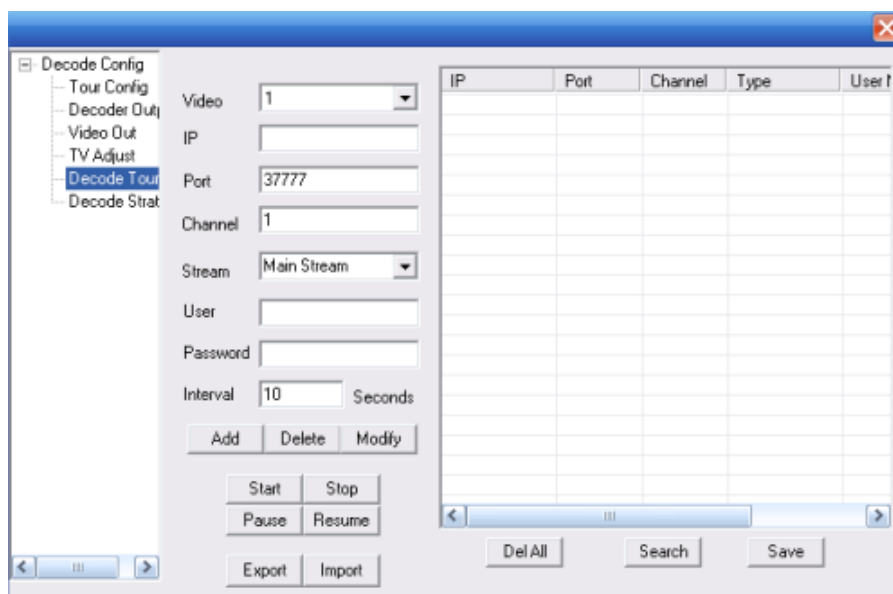 Decode Config
Tour Config
Decoder Outp
Video Out
TV Adjust
Decode Tour
Decode Strat
Video 1
IP
Port 37777
Channel 1
Stream Main Stream
User
Password
Interval 10 Seconds
Add Delete Modify
Start Stop
Pause Resume
Export Import
IP Port Channel Type User N
Del All Search Save